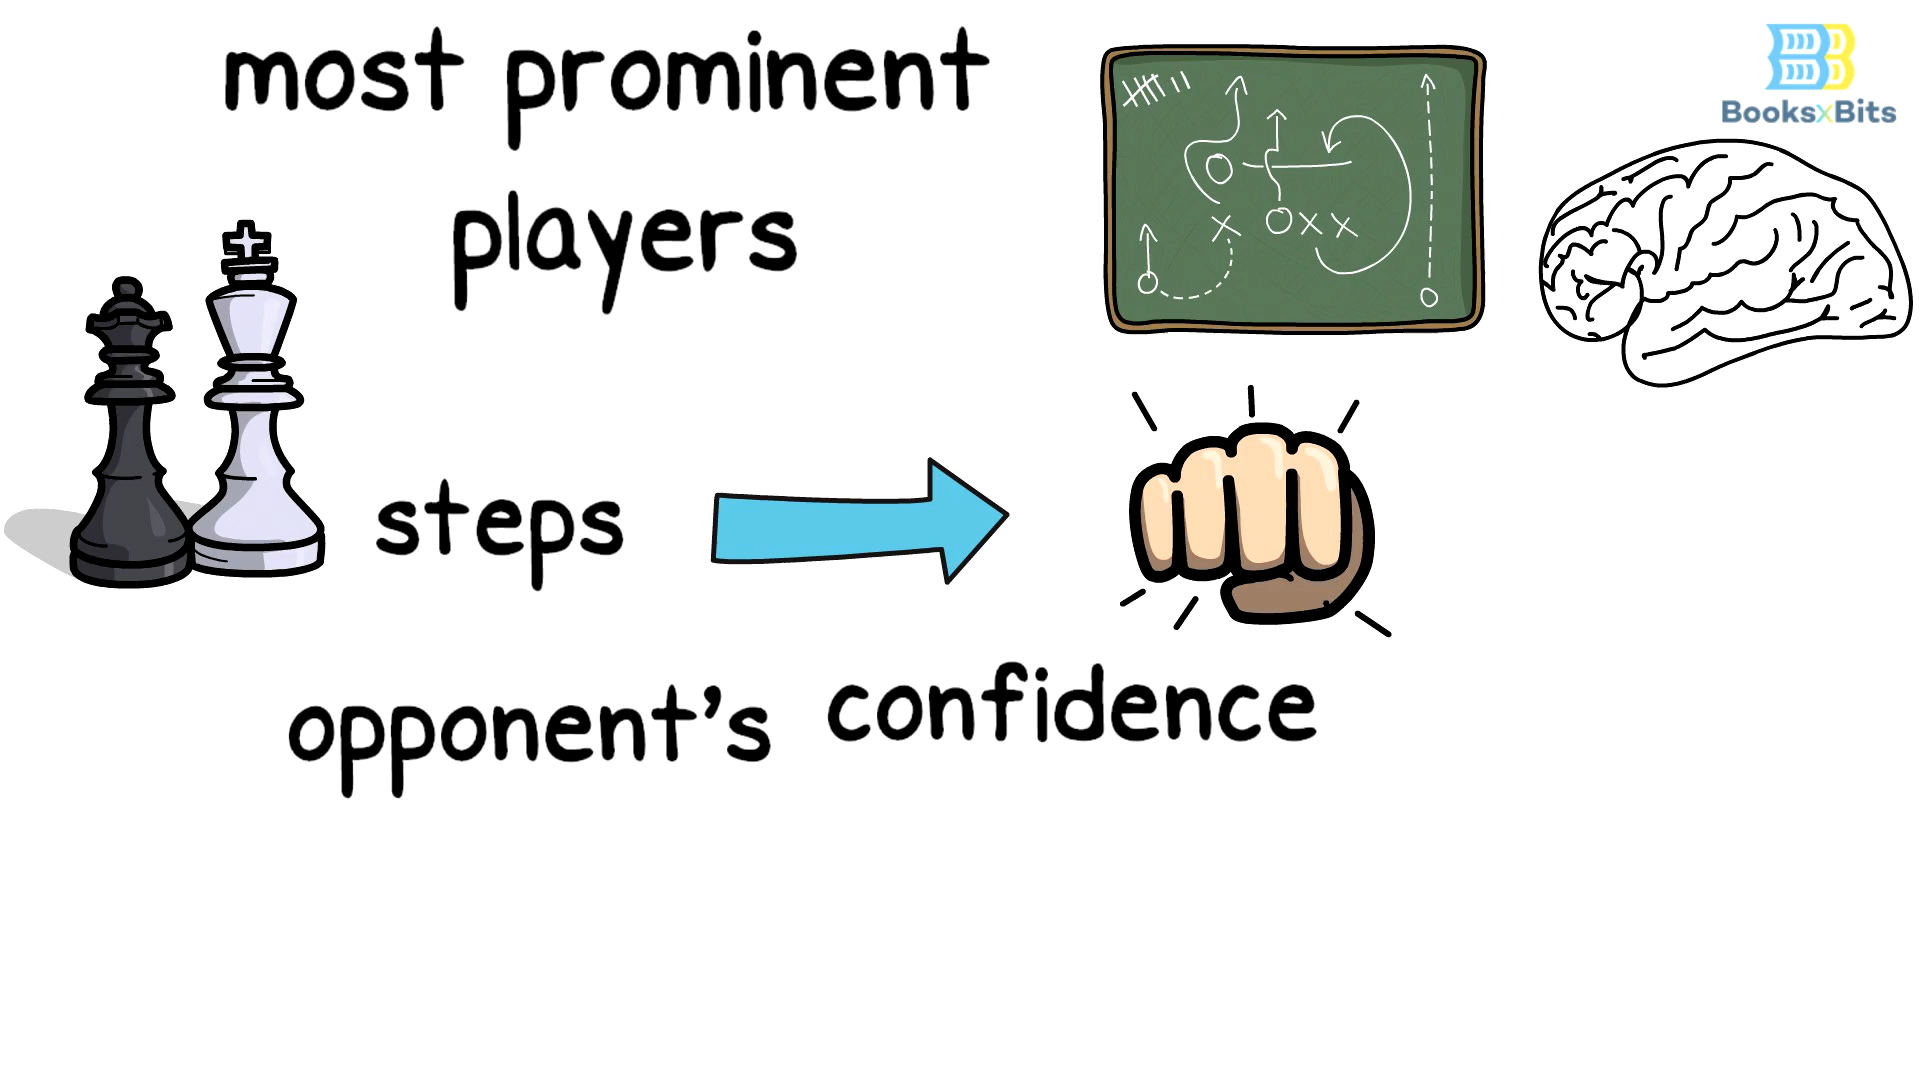 most prominent
players
BooksxBits
steps
opponent’s confidence